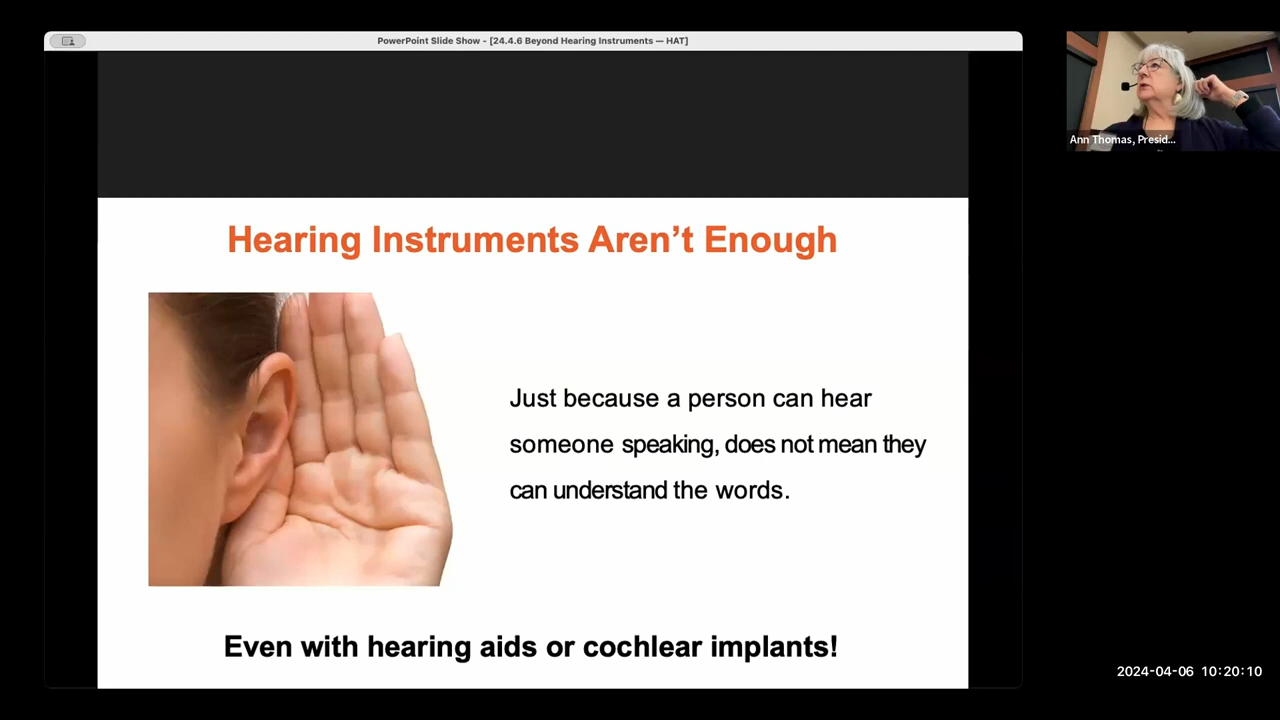 PowerPoint Slide Show - [24.4.6 Beyond Hearing Instruments — HAT]
Ann Thomas, Presid...
Hearing Instruments Aren’t Enough
Just because a person can hear
someone speaking, does not mean they
can understand the words.
Even with hearing aids or cochlear implants!
2024-04-06 10:20:10